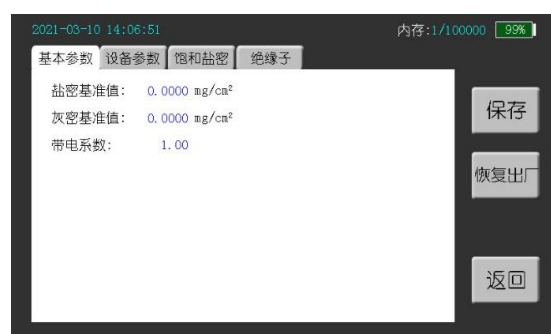 2021-03-10 14:06:51 内存:1/100000 99%
基本参数 设备参数 饱和盐密 绝缘子
盐密基准值: 0.0000 mg/cm²
灰密基准值: 0.0000 mg/cm²
带电系数: 1.00
保存
恢复出厂
返回